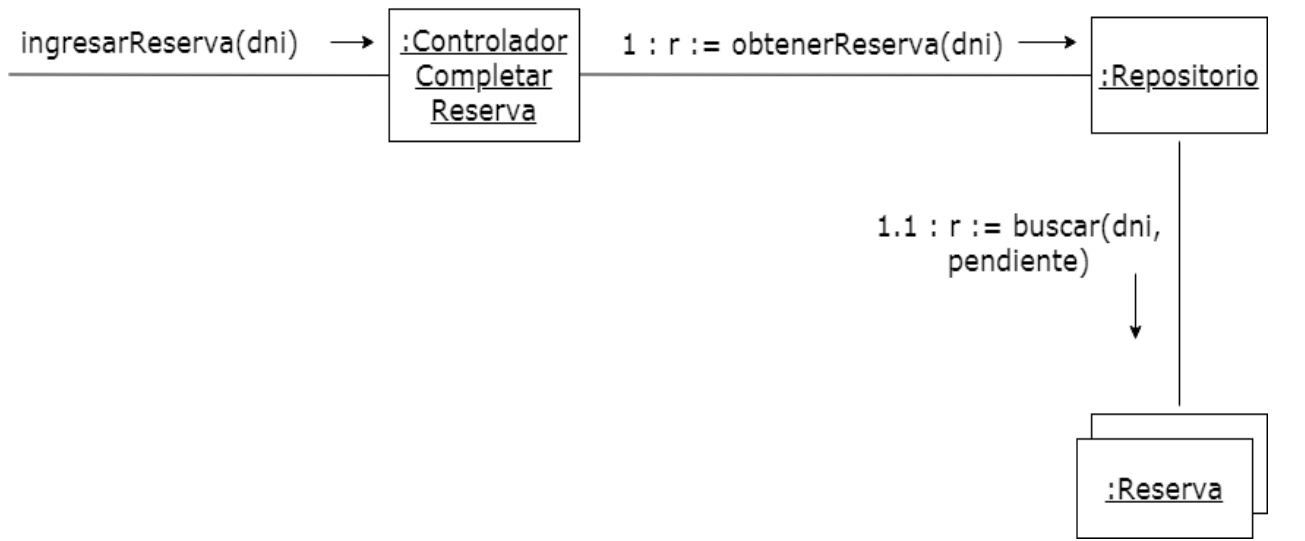 ingresarReserva(dni)
:Controlador
Completar
Reserva
1 : r := obtenerReserva(dni)
:Repositorio
1.1 : r := buscar(dni,
pendiente)
:Reserva